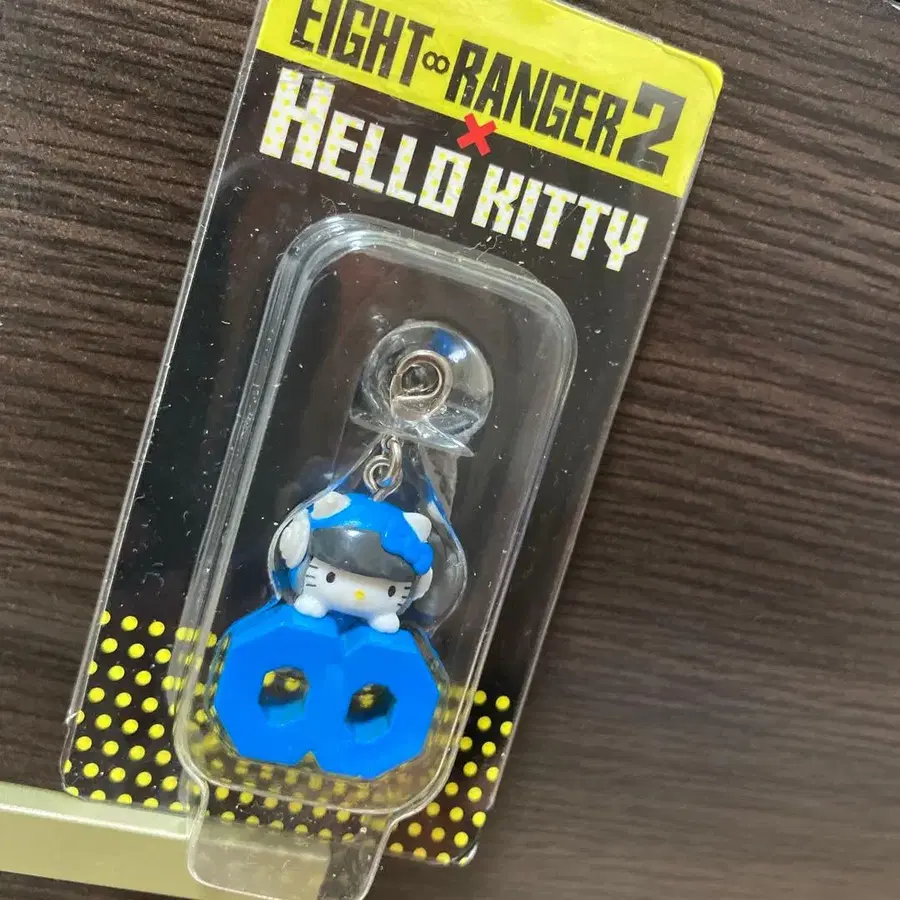 EIGHT∞RANGER2
×
HELLO KITTY